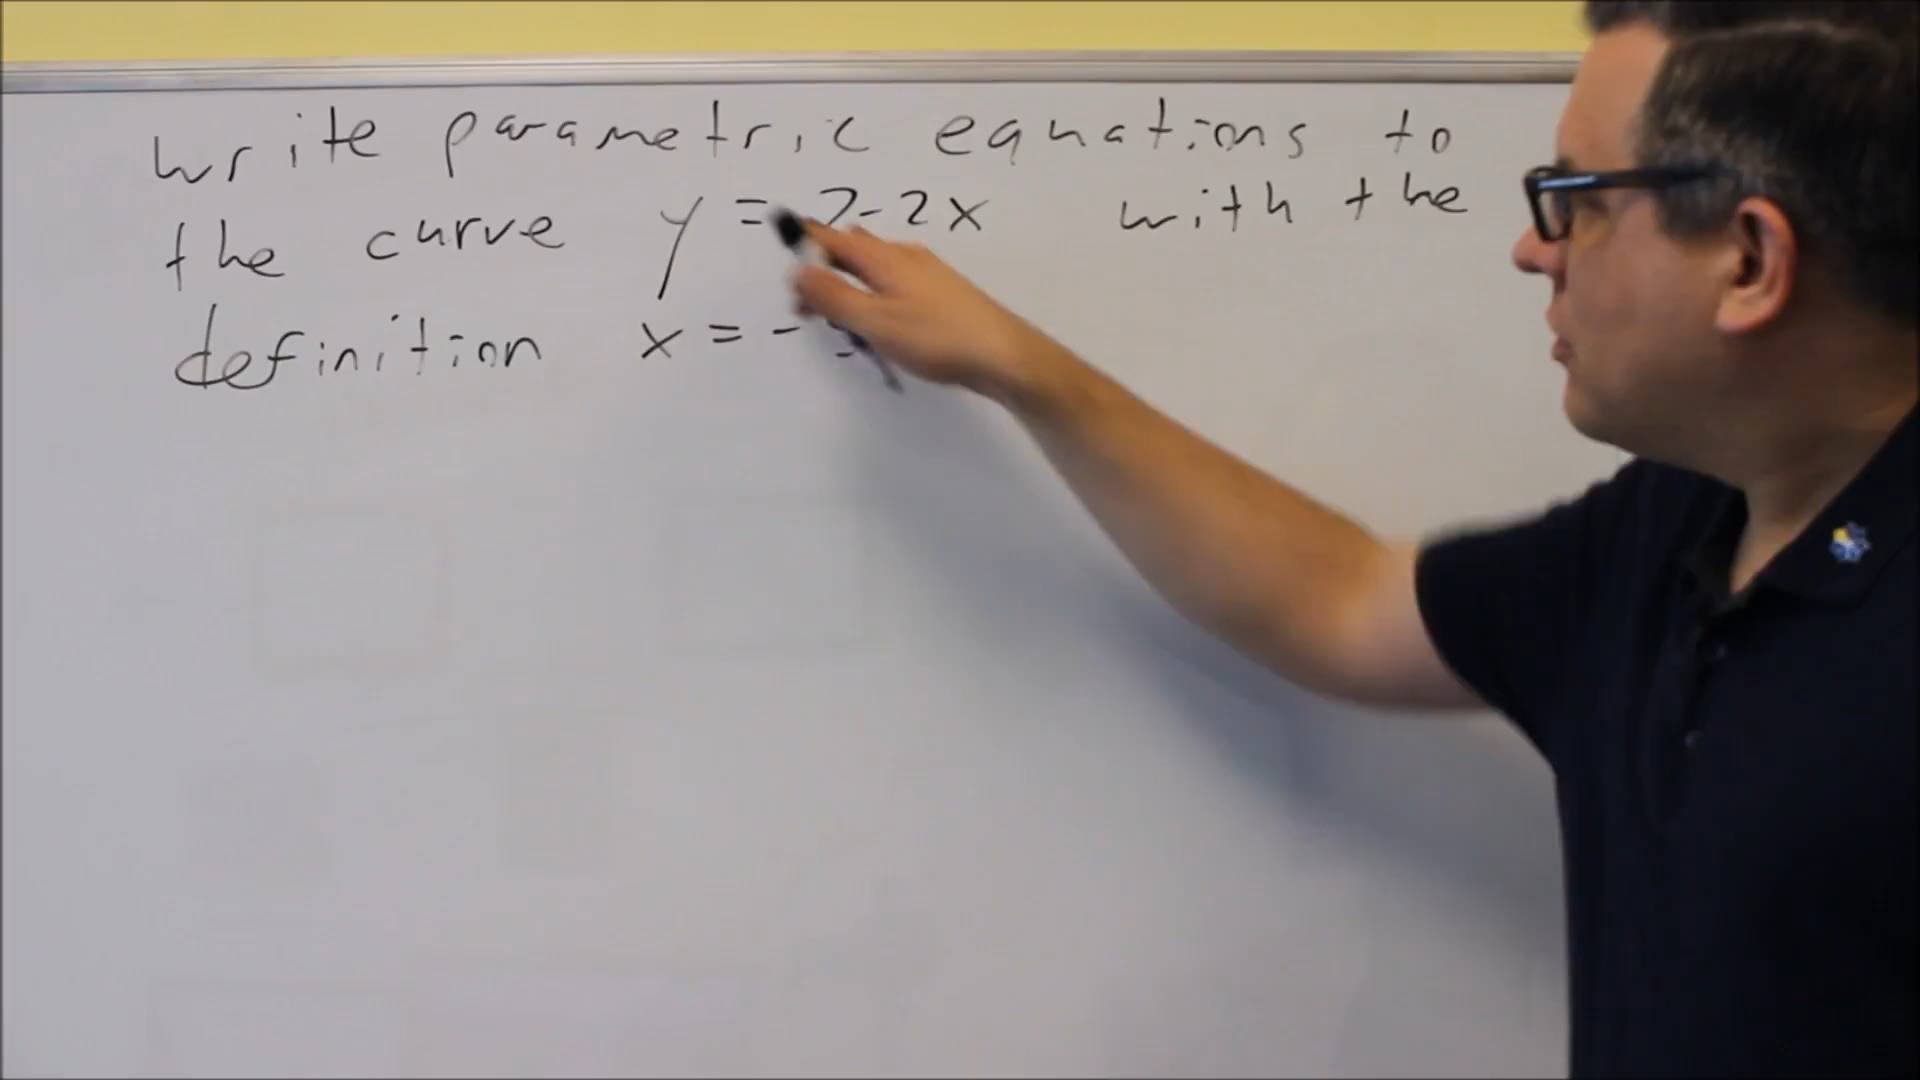 write parametric equations to
the curve y = 7-2x with the
definition x = -